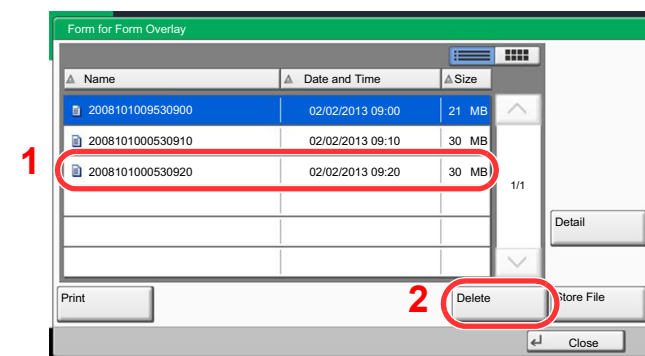 Form for Form Overlay
Name Date and Time Size
2008101009530900 02/02/2013 09:00 21 MB
2008101000530910 02/02/2013 09:10 30 MB
1
2008101000530920 02/02/2013 09:20 30 MB
1/1
Detail
Print 2 Delete Store File
Close